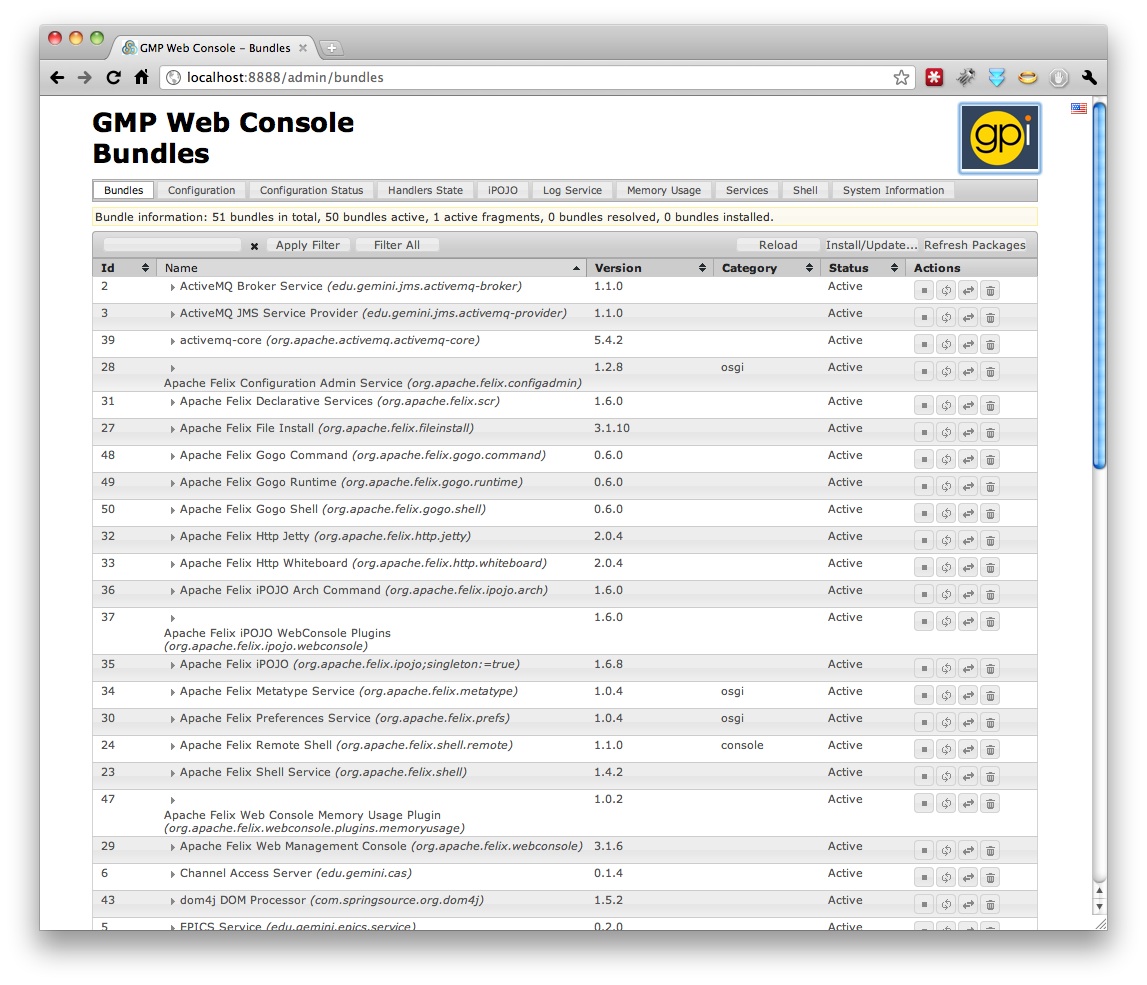 GMP Web Console – Bundles
localhost:8888/admin/bundles
GMP Web Console
Bundles
gpi
Bundles Configuration Configuration Status Handlers State iPOJO Log Service Memory Usage Services Shell System Information
Bundle information: 51 bundles in total, 50 bundles active, 1 active fragments, 0 bundles resolved, 0 bundles installed.
Apply Filter Filter All Reload Install/Update... Refresh Packages
Id Name Version Category Status Actions
2 ActiveMQ Broker Service (edu.gemini.jms.activemq-broker) 1.1.0 Active
3 ActiveMQ JMS Service Provider (edu.gemini.jms.activemq-provider) 1.1.0 Active
39 activemq-core (org.apache.activemq.activemq-core) 5.4.2 Active
28 1.2.8 osgi Active
Apache Felix Configuration Admin Service (org.apache.felix.configadmin)
31 Apache Felix Declarative Services (org.apache.felix.scr) 1.6.0 Active
27 Apache Felix File Install (org.apache.felix.fileinstall) 3.1.10 Active
48 Apache Felix Gogo Command (org.apache.felix.gogo.command) 0.6.0 Active
49 Apache Felix Gogo Runtime (org.apache.felix.gogo.runtime) 0.6.0 Active
50 Apache Felix Gogo Shell (org.apache.felix.gogo.shell) 0.6.0 Active
32 Apache Felix Http Jetty (org.apache.felix.http.jetty) 2.0.4 Active
33 Apache Felix Http Whiteboard (org.apache.felix.http.whiteboard) 2.0.4 Active
36 Apache Felix iPOJO Arch Command (org.apache.felix.ipojo.arch) 1.6.0 Active
37 1.6.0 Active
Apache Felix iPOJO WebConsole Plugins
(org.apache.felix.ipojo.webconsole)
35 Apache Felix iPOJO (org.apache.felix.ipojo;singleton:=true) 1.6.8 Active
34 Apache Felix Metatype Service (org.apache.felix.metatype) 1.0.4 osgi Active
30 Apache Felix Preferences Service (org.apache.felix.prefs) 1.0.4 osgi Active
24 Apache Felix Remote Shell (org.apache.felix.shell.remote) 1.1.0 console Active
23 Apache Felix Shell Service (org.apache.felix.shell) 1.4.2 Active
47 1.0.2 Active
Apache Felix Web Console Memory Usage Plugin
(org.apache.felix.webconsole.plugins.memoryusage)
29 Apache Felix Web Management Console (org.apache.felix.webconsole) 3.1.6 Active
6 Channel Access Server (edu.gemini.cas) 0.1.4 Active
43 dom4j DOM Processor (com.springsource.org.dom4j) 1.5.2 Active
5 EPICS Service (edu.gemini.epics.service) 0.2.0 Active